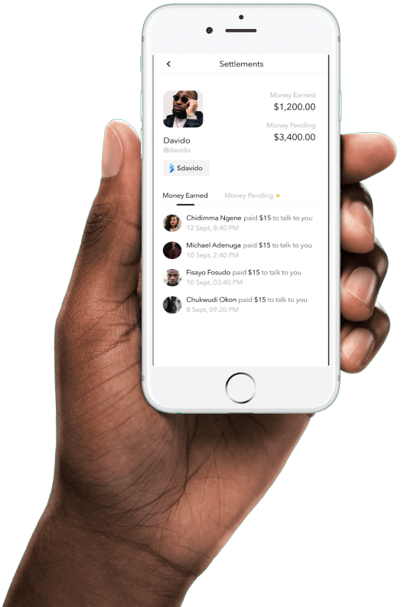 Settlements
Money Earned
$1,200.00
Money Pending
$3,400.00
Davido
@davido
$davido
Money Earned
Money Pending
Chidimma Ngene paid $15 to talk to you
12 Sept, 8:40 PM
Michael Adenuga paid $15 to talk to you
10 Sept, 2:40 PM
Fisayo Fosudo paid $15 to talk to you
10 Sept, 03:40 PM
Chukwudi Okon paid $15 to talk to you
8 Sept, 09:20 PM